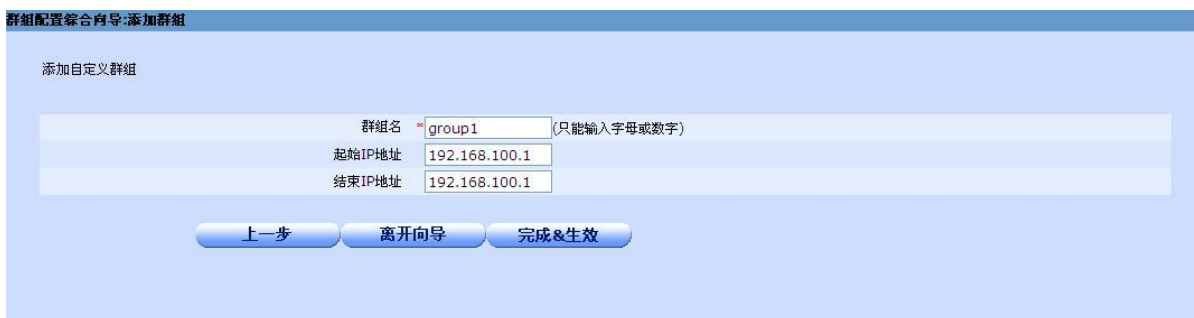 群组配置综合向导:添加群组
添加自定义群组
群组名 * group1 (只能输入字母或数字)
起始IP地址 192.168.100.1
结束IP地址 192.168.100.1
上一步 离开向导 完成&生效